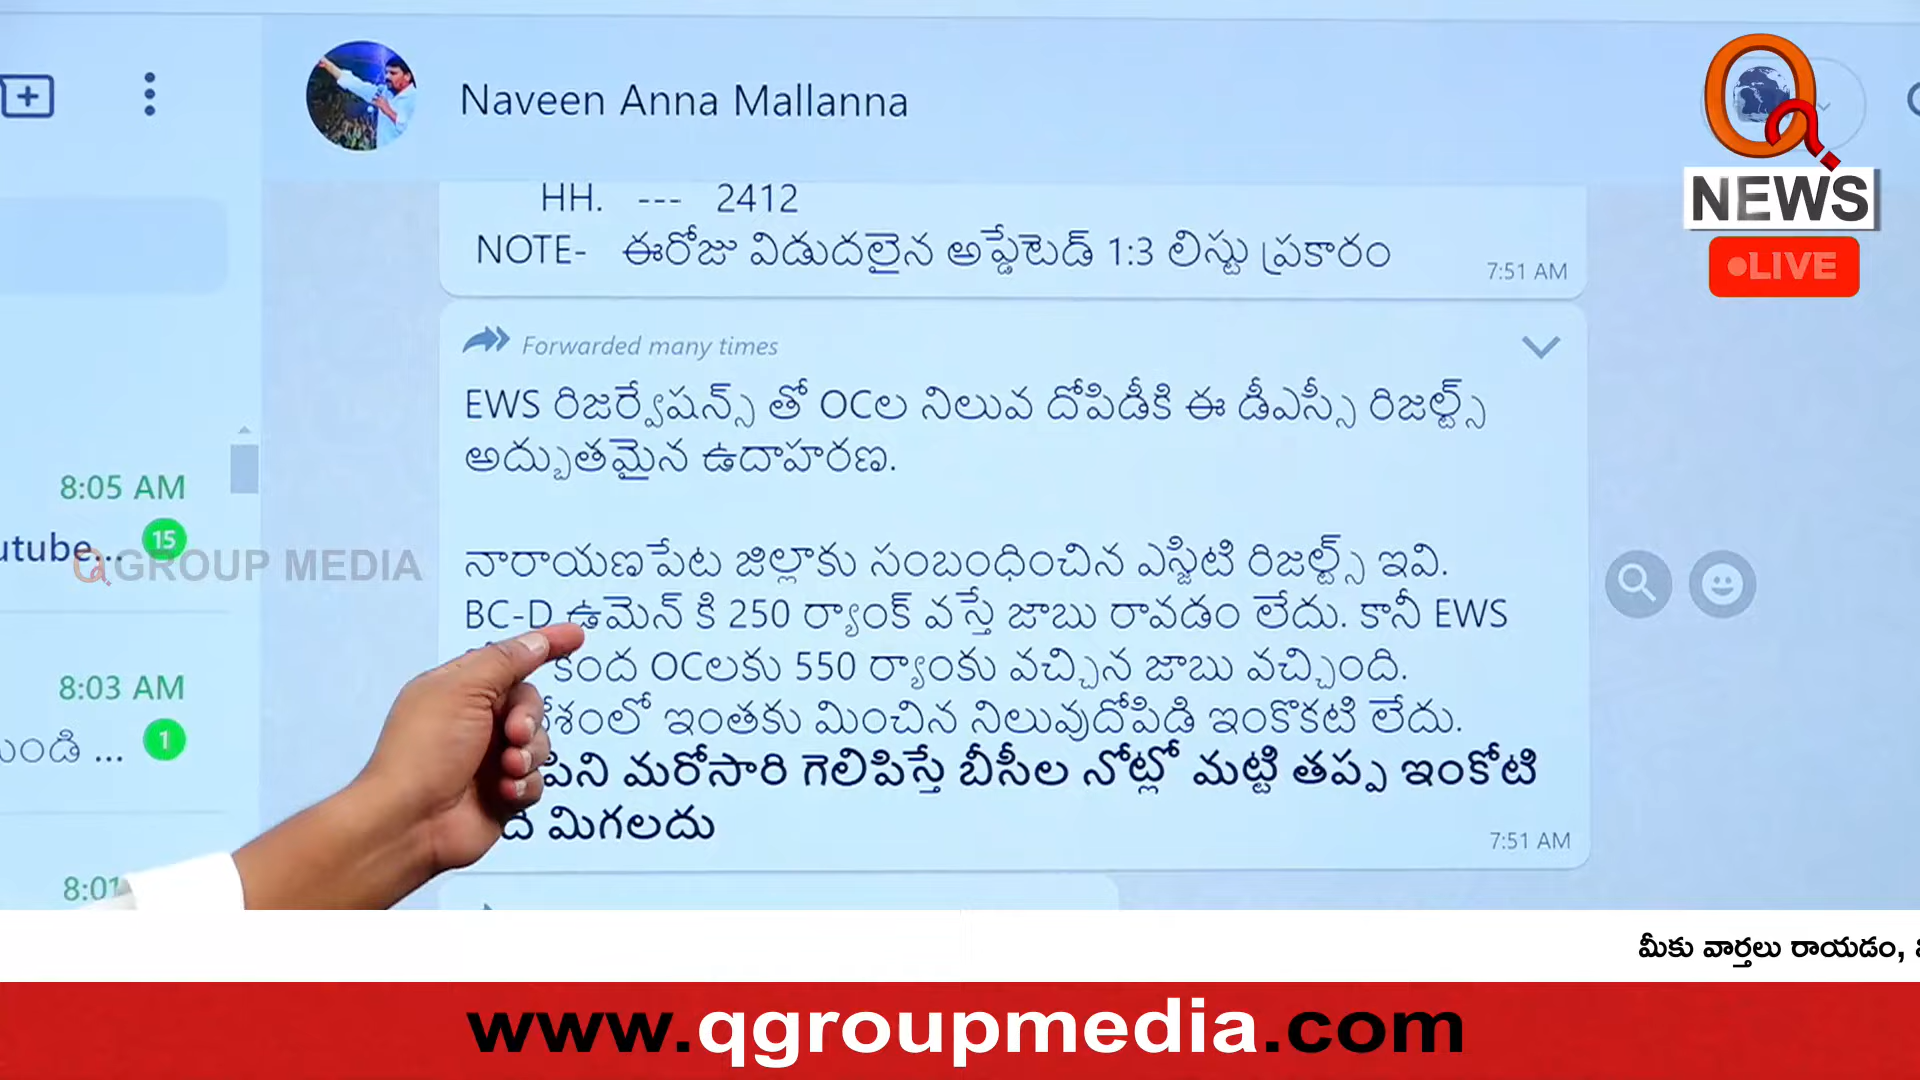 Naveen Anna Mallanna
NEWS
LIVE
HH. --- 2412
NOTE- ఈరోజు విడుదలైన అప్డేటెడ్ 1:3 లిస్టు ప్రకారం
7:51 AM
Forwarded many times
EWS రిజర్వేషన్స్ తో OCల నిలువ దోపిడీకి ఈ డీఎస్సీ రిజల్ట్స్
అద్భుతమైన ఉదాహరణ.
నారాయణపేట జిల్లాకు సంబంధించిన ఎస్జిటి రిజల్ట్స్ ఇవి.
BC-D ఉమెన్ కి 250 ర్యాంక్ వస్తే జాబు రావడం లేదు. కానీ EWS
కింద OCలకు 550 ర్యాంకు వచ్చిన జాబు వచ్చింది.
ఇంతకు మించిన నిలువుదోపిడి ఇంకొకటి లేదు.
మరోసారి గెలిపిస్తే బీసీల నోట్లో మట్టి తప్ప ఇంకోటి
మిగలదు
7:51 AM
8:05 AM
utube... 15
GROUP MEDIA
8:03 AM
... 1
మీకు వార్తలు రాయడం,
www.qgroupmedia.com